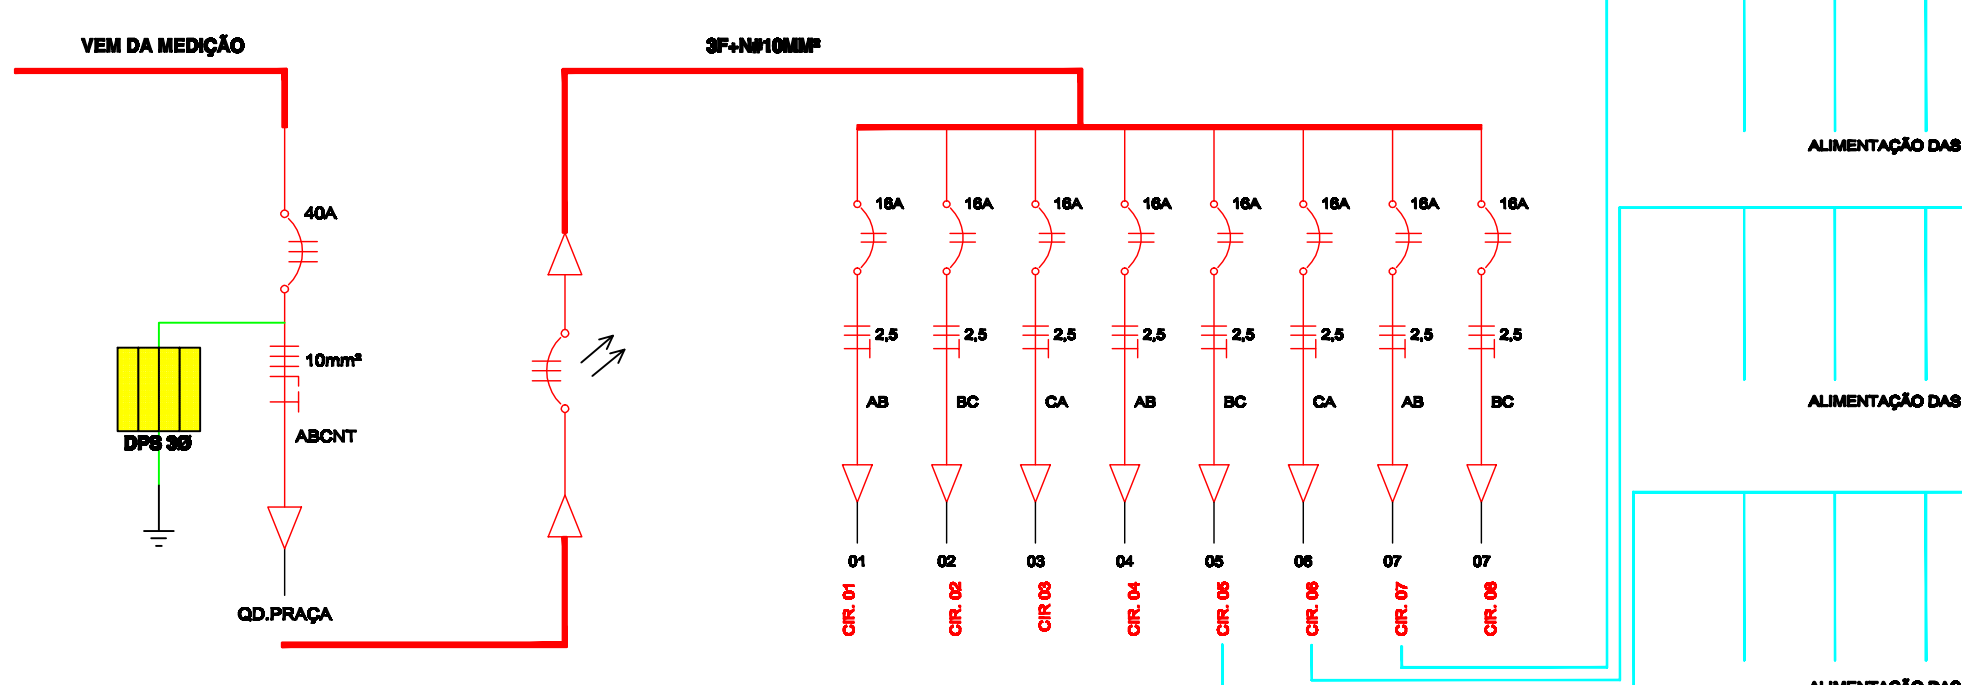 VEM DA MEDIÇÃO
3F+N#10MM²
ALIMENTAÇÃO DAS
40A
16A 16A 16A 16A 16A 16A 16A 16A
10mm²
2,5 2,5 2,5 2,5 2,5 2,5 2,5 2,5
ALIMENTAÇÃO DAS
AB BC CA AB BC CA AB BC
DPS 3Ø
ABCNT
01 02 03 04 05 06 07 07
QD.PRAÇA
CIR. 01
CIR. 02
CIR 03
CIR. 04
CIR. 05
CIR. 06
CIR. 07
CIR. 08
ALIMENTAÇÃO DAS